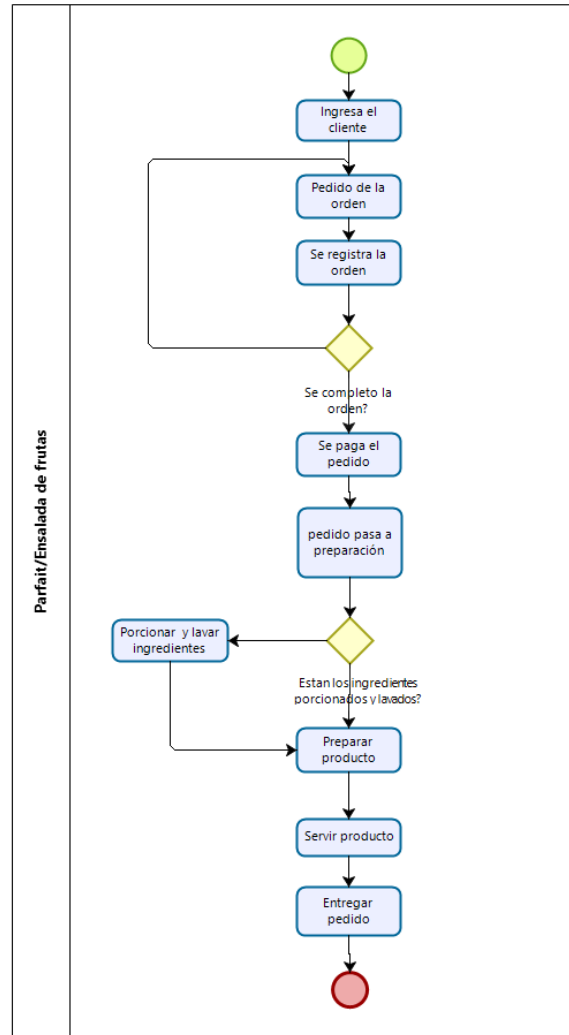 Parfait/Ensalada de frutas
Ingresa el
cliente
Pedido de la
orden
Se registra la
orden
Se completo la
orden?
Se paga el
pedido
pedido pasa a
preparación
Porcionar y lavar
ingredientes
Estan los ingredientes
porcionados y lavados?
Preparar
producto
Servir producto
Entregar
pedido